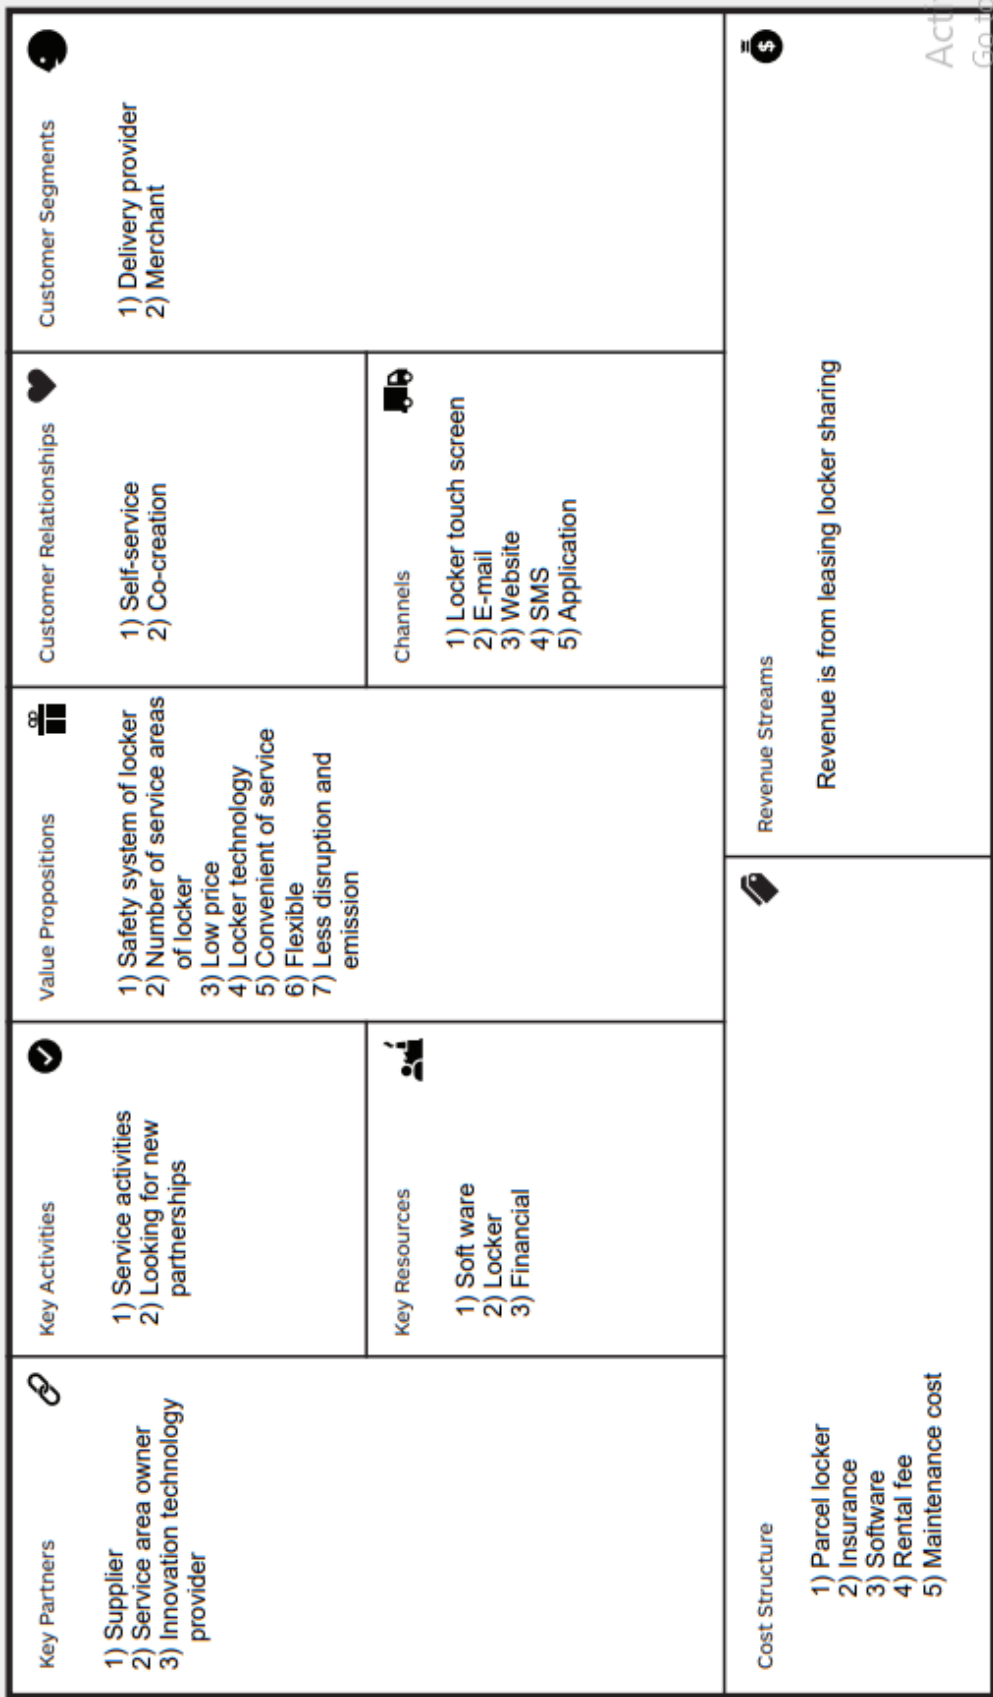 Key Partners
1) Supplier
2) Service area owner
3) Innovation technology
provider
Key Activities
1) Service activities
2) Looking for new
partnerships
Key Resources
1) Soft ware
2) Locker
3) Financial
Value Propositions
1) Safety system of locker
2) Number of service areas
of locker
3) Low price
4) Locker technology
5) Convenient of service
6) Flexible
7) Less disruption and
emission
Customer Relationships
1) Self-service
2) Co-creation
Channels
1) Locker touch screen
2) E-mail
3) Website
4) SMS
5) Application
Customer Segments
1) Delivery provider
2) Merchant
Cost Structure
1) Parcel locker
2) Insurance
3) Software
4) Rental fee
5) Maintenance cost
Revenue Streams
Revenue is from leasing locker sharing
$
Go to